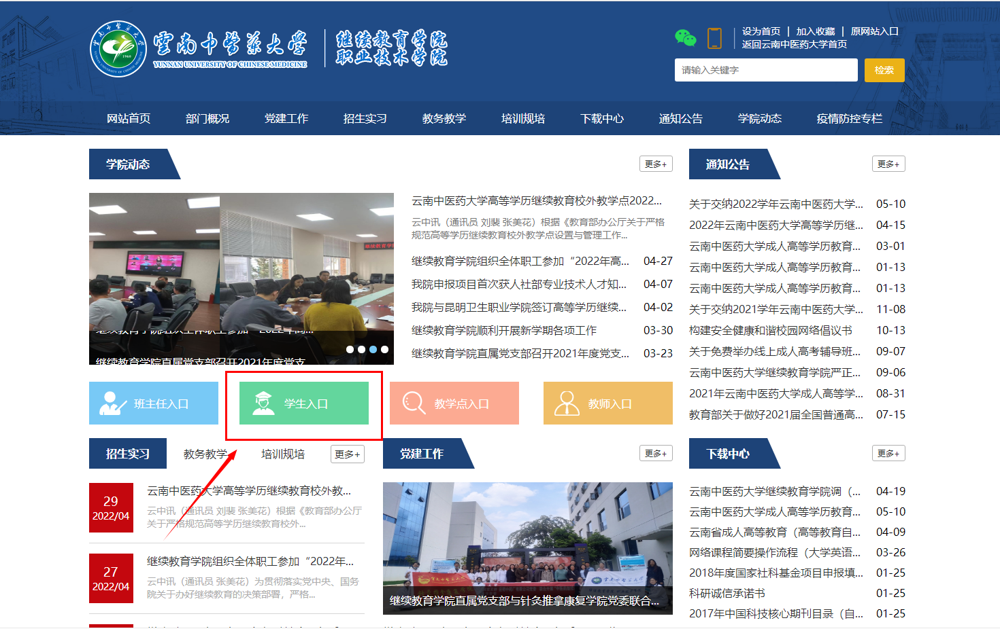 雲南中醫藥大學
YUNNAN UNIVERSITY OF CHINESE MEDICINE
继续教育学院
职业技术学院
设为首页 | 加入收藏 | 原网站入口
返回云南中医药大学首页
请输入关键字
检索
网站首页 部门概况 党建工作 招生实习 教务教学 培训规培 下载中心 通知公告 学院动态 疫情防控专栏
学院动态
更多+
云南中医药大学高等学历继续教育校外教学点2022...
云中讯（通讯员 刘裴 张美花）根据《教育部办公厅关于严格
规范高等学历继续教育校外教学点设置与管理工作...
继续教育学院组织全体职工参加“2022年高... 04-27
我院申报项目首次获人社部专业技术人才知... 04-07
我院与昆明卫生职业学院签订高等学历继续... 04-02
继续教育学院顺利开展新学期各项工作 03-30
继续教育学院直属党支部召开2021年度党支... 03-23
继续教育学院组织全体职工参加“2022年高...
继续教育学院直属党支部召开2021年度党支...
通知公告
更多+
关于交纳2022学年云南中医药大学... 05-10
2022年云南中医药大学高等学历继... 04-15
云南中医药大学成人高等学历教育... 03-01
云南中医药大学成人高等学历教育... 01-13
云南中医药大学成人高等学历教育... 01-13
关于交纳2021学年云南中医药大学... 11-08
构建安全健康和谐校园网络倡议书 10-13
关于免费举办线上成人高考辅导班... 09-07
云南中医药大学继续教育学院严正... 09-06
2021年云南中医药大学成人高等学... 08-31
教育部关于做好2021届全国普通高... 07-15
班主任入口
学生入口
教学点入口
教师入口
招生实习 教务教学 培训规培 更多+
29
2022/04
云南中医药大学高等学历继续教育校外教...
云中讯（通讯员 刘裴 张美花）根据《教育部办公厅
关于严格规范高等学历继续教育校外...
27
2022/04
继续教育学院组织全体职工参加“2022年...
云中讯（通讯员 张美花）为贯彻落实党中央、国务
院关于办好继续教育的决策部署，严格...
党建工作
更多+
继续教育学院直属党支部与针灸推拿康复学院党委联合...
下载中心
更多+
云南中医药大学继续教育学院调（... 04-19
云南中医药大学成人高等学历教育... 05-10
云南省成人高等教育（高等教育自... 04-09
网络课程简要操作流程（大学英语... 03-26
2018年度国家社科基金项目申报填... 01-25
科研诚信承诺书 01-25
2017年中国科技核心期刊目录（自... 01-25